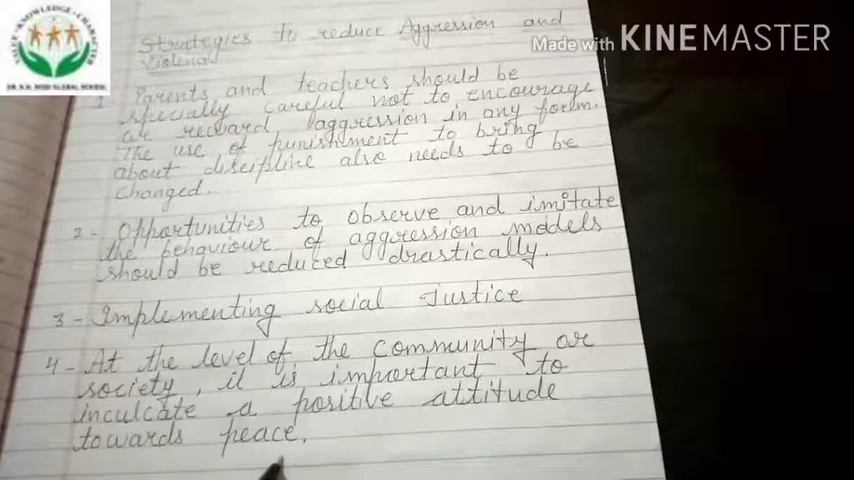 Made with KINEMASTER
Strategies to reduce Aggression and
Violence
1 Parents and teachers should be
specially careful not to encourage
or reward aggression in any form.
The use of punishment to bring
about discipline also needs to be
changed.
2- Opportunities to observe and imitate
the behaviour of aggression models
should be reduced drastically.
3- Implementing social Justice
4- At the level of the community or
society, it is important to
inculcate a positive attitude
towards peace.